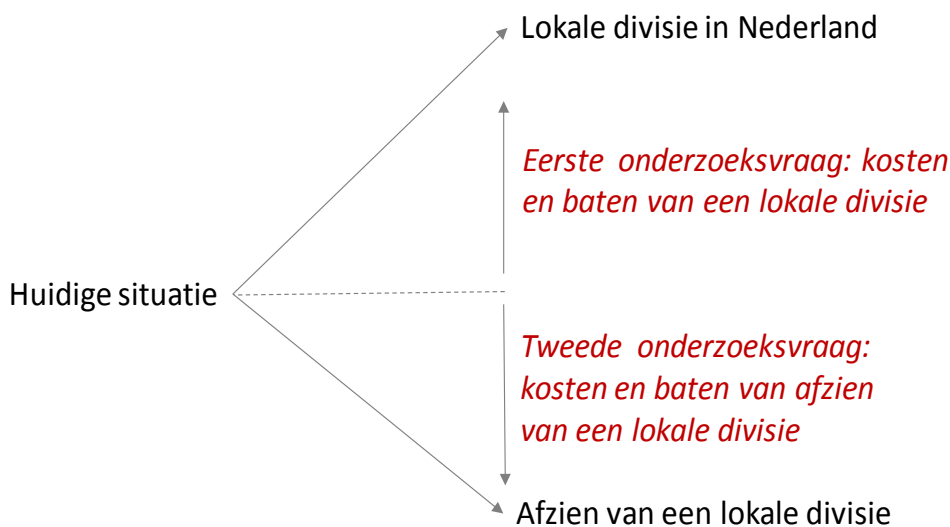 Lokale divisie in Nederland
Eerste onderzoeksvraag: kosten
en baten van een lokale divisie
Huidige situatie
Tweede onderzoeksvraag:
kosten en baten van afzien
van een lokale divisie
Afzien van een lokale divisie